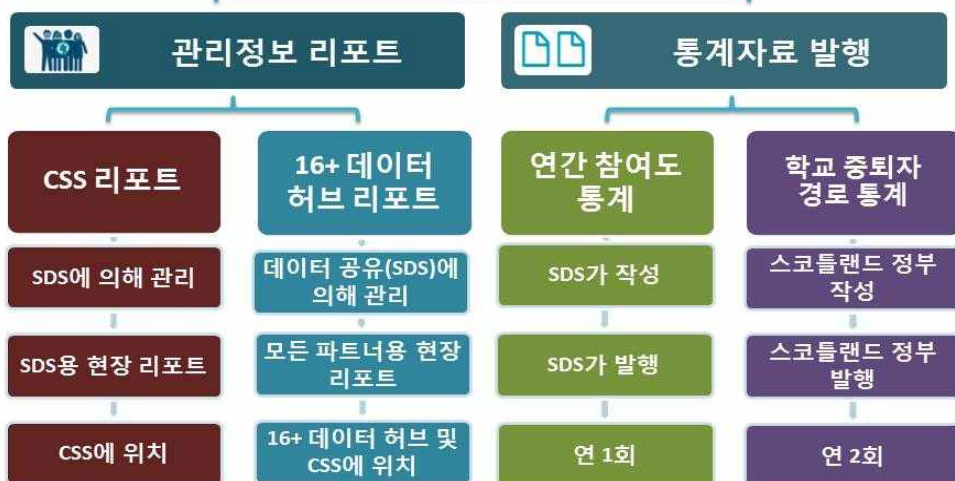 관리정보 리포트
통계자료 발행
CSS 리포트
16+ 데이터
허브 리포트
연간 참여도
통계
학교 중퇴자
경로 통계
SDS에 의해 관리
데이터 공유(SDS)에
의해 관리
SDS가 작성
스코틀랜드 정부
작성
SDS용 현장 리포트
모든 파트너용 현장
리포트
SDS가 발행
스코틀랜드 정부
발행
CSS에 위치
16+ 데이터 허브 및
CSS에 위치
연 1회
연 2회